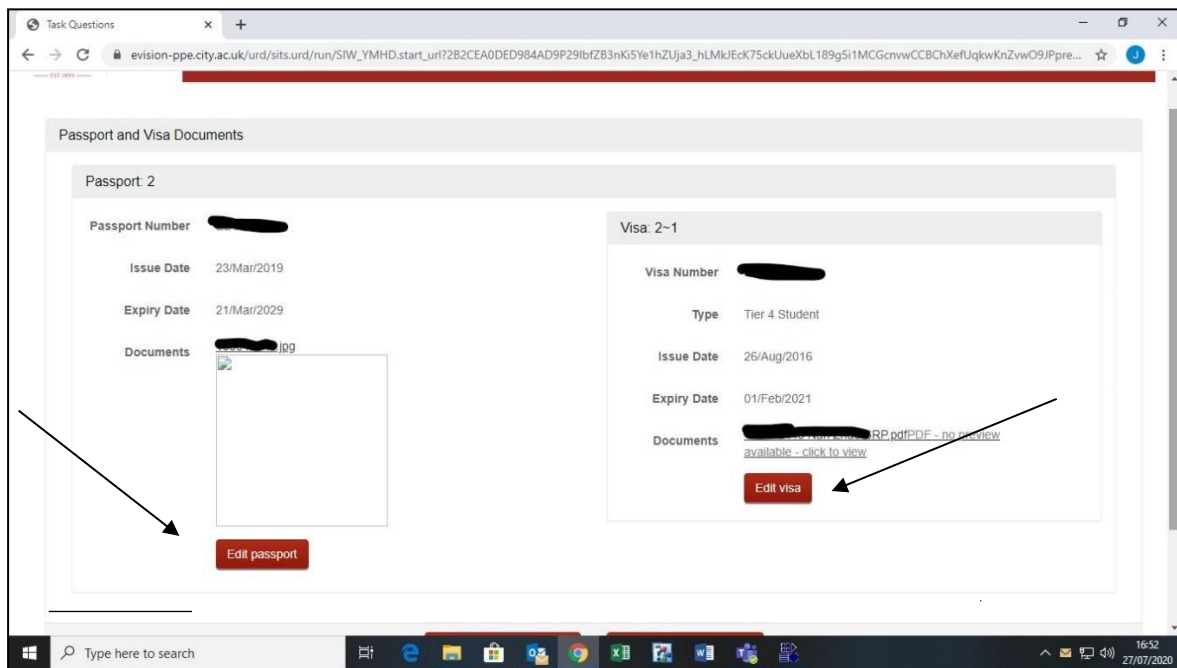 Task Questions
evision-ppe.city.ac.uk/urd/sits.urd/run/SIW_YMHD.start_url?2B2CEA0DED984AD9P29IbfZB3nKi5Ye1hZUja3_hLMkJEcK75ckUueXbL189g5i1MCGcnvwCCBChXefUqkwKnZvwO9JPpre...
J
EST 1894
Passport and Visa Documents
Passport: 2
Passport Number
Issue Date 23/Mar/2019
Expiry Date 21/Mar/2029
Documents jpg
Edit passport
Visa: 2~1
Visa Number
Type Tier 4 Student
Issue Date 26/Aug/2016
Expiry Date 01/Feb/2021
Documents RP.pdfPDF - no preview
available - click to view
Edit visa
Type here to search
16:52
27/07/2020